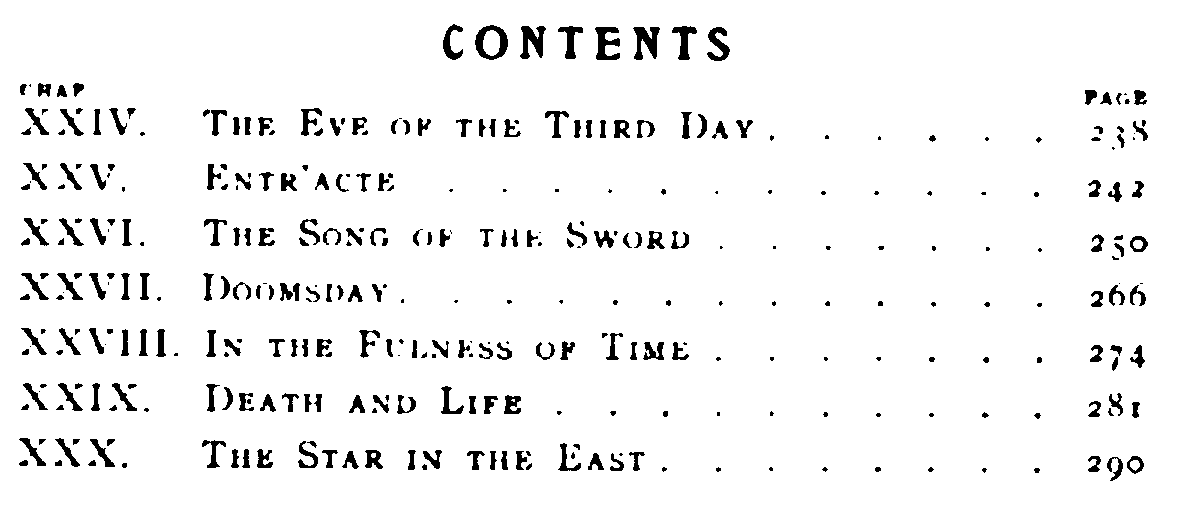 CONTENTS
CHAP PAGE
XXIV. THE EVE OF THE THIRD DAY . . . . . . 238
XXV. ENTR'ACTE . . . . . . . . . . . . 242
XXVI. THE SONG OF THE SWORD . . . . . . . 250
XXVII. DOOMSDAY . . . . . . . . . . . . . 266
XXVIII. IN THE FULNESS OF TIME . . . . . . . 274
XXIX. DEATH AND LIFE . . . . . . . . . . 281
XXX. THE STAR IN THE EAST . . . . . . . . 290